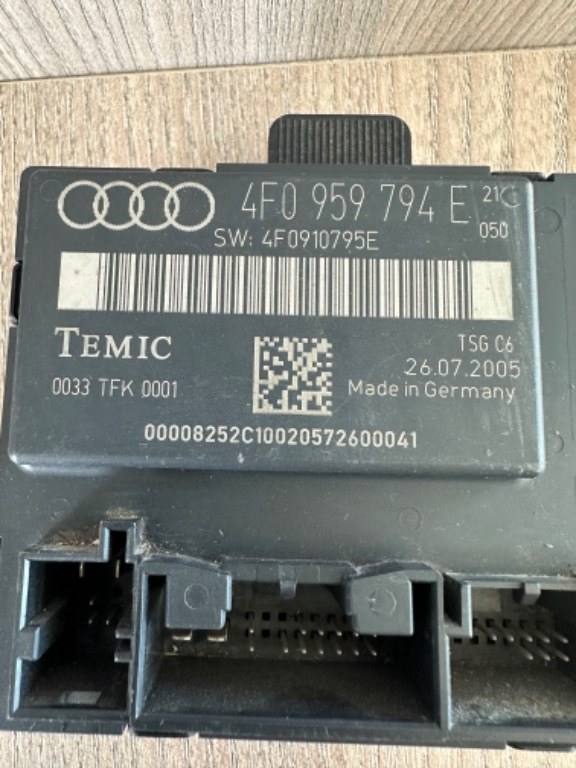 4F0 959 794 E 21C
SW: 4F0910795E 050
TEMIC
TSG C6
26.07.2005
0033 TFK 0001
Made in Germany
00008252C10020572600041